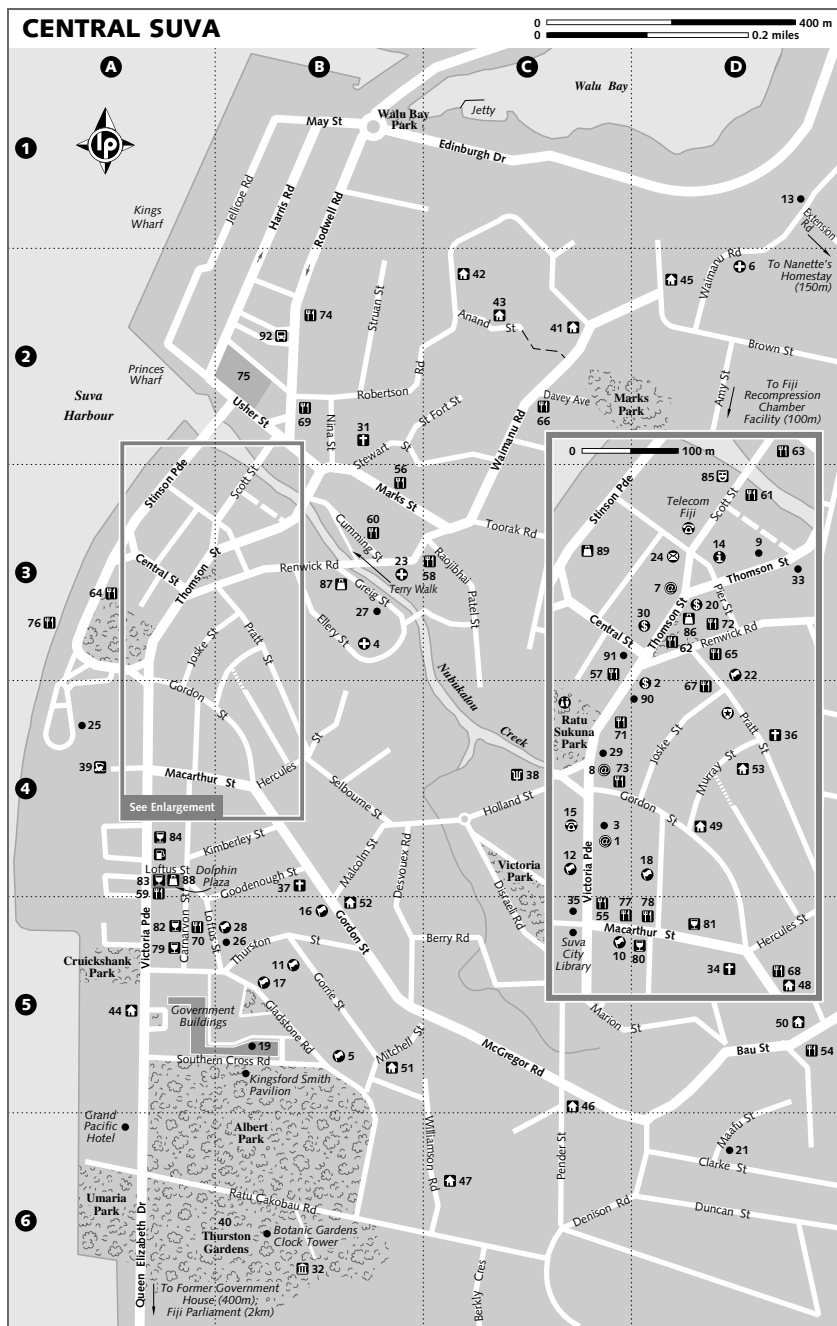 CENTRAL SUVA
0 400 m
0 0.2 miles
A
B
C
D
Walu Bay
Jetty
Walu Bay
Park
May St
Edinburgh Dr
1
lp
Jellicoe Rd
Harris Rd
Rodwell Rd
Kings
Wharf
13
Extension
Rd
To Nanette's
Homestay
(150m)
Waimanu Rd
6
45
42
43
41
Anand St
Struan St
74
92
2
Princes
Wharf
75
Brown St
Amy St
To Fiji
Recompression
Chamber
Facility (100m)
Suva
Harbour
Usher St
Robertson
Rd
69
Nina St
31
St Fort St
Stewart St
Davey Ave
66
Marks
Park
Waimanu Rd
56
Marks St
60
Cumming St
Toorak Rd
Stinson Pde
Scott St
Central St
Thomson St
3
64
76
Renwick Rd
23
58
Raojibhai
Patel St
Terry Walk
87
Greig St
27
Ellery St
4
Nubukalou
Creek
Joske St
Pratt St
Gordon St
25
39
Macarthur St
Hercules St
4
See Enlargement
Selbourne St
38
Holland St
84
Kimberley St
Loftus St
Dolphin
Plaza
83
88
59
Goodenough St
37
Malcolm St
Desvouex Rd
Victoria
Park
Disraeli Rd
52
16
Gordon St
Victoria Pde
82
70
28
26
79
Carnarvon St
Loftus St
Thurston St
Berry Rd
Cruickshank
Park
11
17
Gorrie St
Gladstone Rd
5
44
Government
Buildings
19
Southern Cross Rd
Kingsford Smith
Pavilion
5
Mitchell St
51
McGregor Rd
Marion St
50
Bau St
54
46
Grand
Pacific
Hotel
Albert
Park
Williamson Rd
Pender St
Maafu St
21
Clarke St
Umaria
Park
47
Ratu Cakobau Rd
Denison Rd
Duncan St
6
40
Thurston
Gardens
Botanic Gardens
Clock Tower
32
Queen Elizabeth Dr
Berkly Cres
To Former Government
House (400m);
Fiji Parliament (2km)
0 100 m
63
85
Scott St
61
Stinson Pde
Telecom
Fiji
89
24
14
9
Thomson St
33
7
Pier St
20
30
86
72
Central St
Thomson St
62
Renwick Rd
91
65
57
2
67
22
90
Ratu
Sukuna
Park
71
29
Joske St
Pratt St
36
8
73
Murray St
53
Gordon St
15
3
1
49
12
18
Victoria Pde
35
55
77
78
81
Macarthur St
Hercules St
Suva
City
Library
10
80
34
68
48